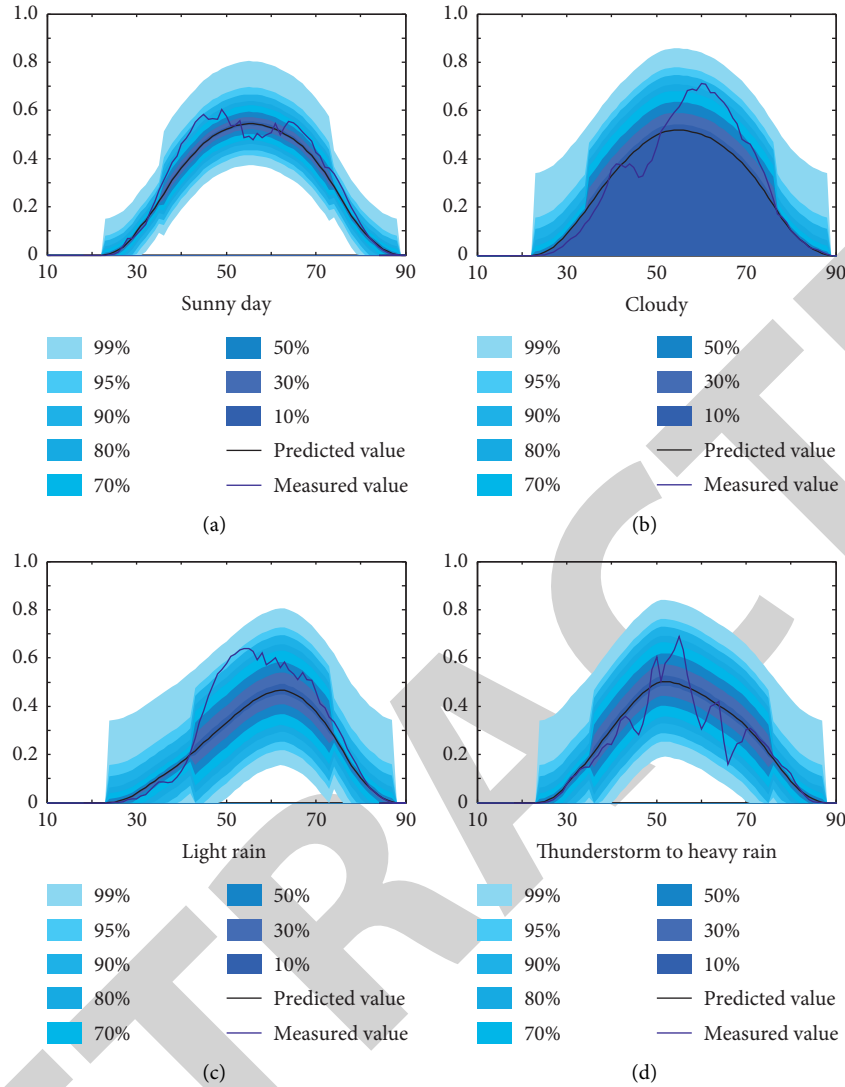 1.0 1.0
0.8 0.8
0.6 0.6
0.4 0.4
0.2 0.2
0 0
10 30 50 70 90 10 30 50 70 90
Sunny day Cloudy
99% 50% 99% 50%
95% 30% 95% 30%
90% 10% 90% 10%
80% Predicted value 80% Predicted value
70% Measured value 70% Measured value
(a) (b)
1.0 1.0
0.8 0.8
0.6 0.6
0.4 0.4
0.2 0.2
0 0
10 30 50 70 90 10 30 50 70 90
Light rain Thunderstorm to heavy rain
99% 50% 99% 50%
95% 30% 95% 30%
90% 10% 90% 10%
80% Predicted value 80% Predicted value
70% Measured value 70% Measured value
(c) (d)
TRACT